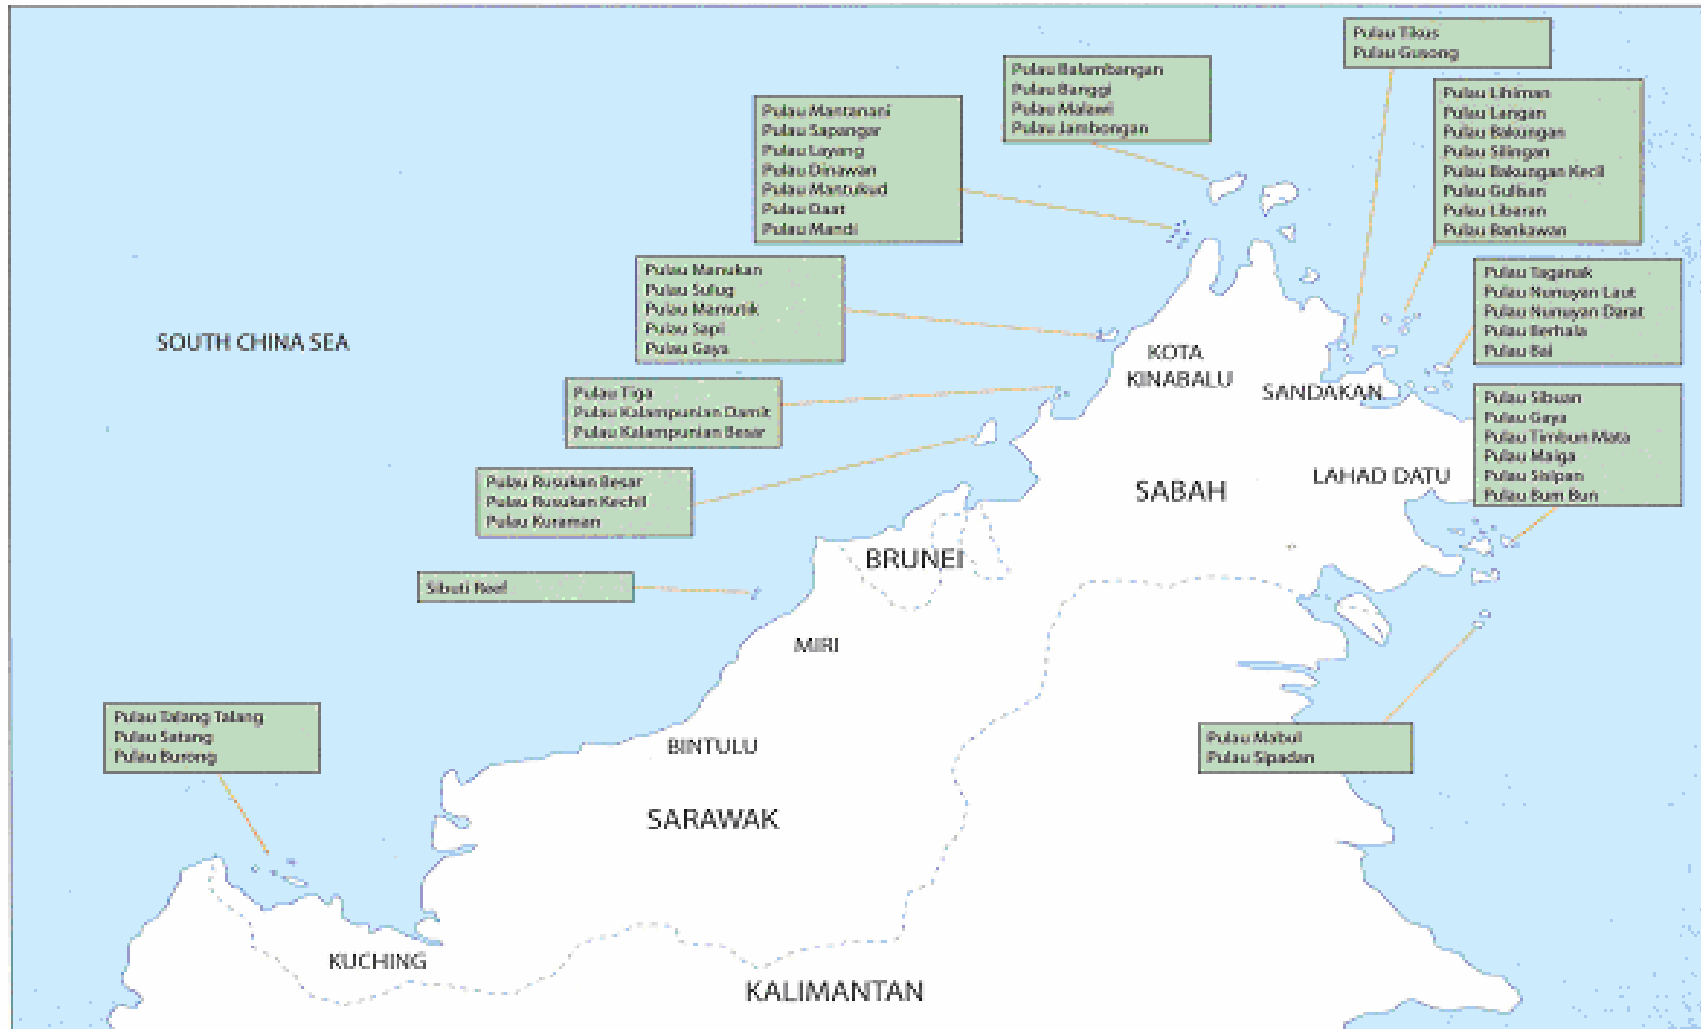 Pulau Tikus
Pulau Gusong
Pulau Balambangan
Pulau Banggi
Pulau Malawi
Pulau Jambongan
Pulau Lihiman
Pulau Langan
Pulau Bakungan
Pulau Silingan
Pulau Bakungan Kecil
Pulau Gulhan
Pulau Libaran
Pulau Bankawan
Pulau Mantanani
Pulau Sapangar
Pulau Layang
Pulau Dinawan
Pulau Mantukud
Pulau Daat
Pulau Mandi
Pulau Manukan
Pulau Sulug
Pulau Mamutik
Pulau Sapi
Pulau Gaya
Pulau Taganak
Pulau Nunuyan Laut
Pulau Nunuyan Darat
Pulau Berhala
Pulau Bai
SOUTH CHINA SEA
KOTA
KINABALU
SANDAKAN
Pulau Tiga
Pulau Kalampunian Damit
Pulau Kalampunian Besar
Pulau Sibuan
Pulau Gaya
Pulau Timbun Mata
Pulau Maiga
Pulau Sisipan
Pulau Bum Bun
LAHAD DATU
SABAH
Pulau Rusukan Besar
Pulau Rusukan Kechil
Pulau Kuraman
BRUNEI
Sibuti Reef
MIRI
Pulau Talang Talang
Pulau Satang
Pulau Burong
BINTULU
Pulau Mabul
Pulau Sipadan
SARAWAK
KUCHING
KALIMANTAN